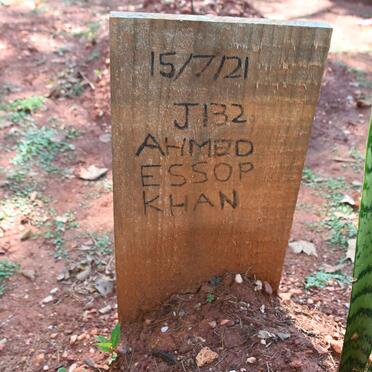 15/7/21
J132
AHMED
ESSOP
KHAN